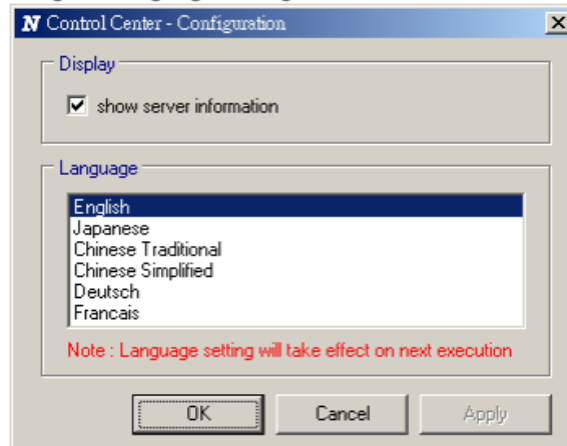 N Control Center - Configuration
Display
show server information
Language
English
Japanese
Chinese Traditional
Chinese Simplified
Deutsch
Francais
Note : Language setting will take effect on next execution
OK
Cancel
Apply